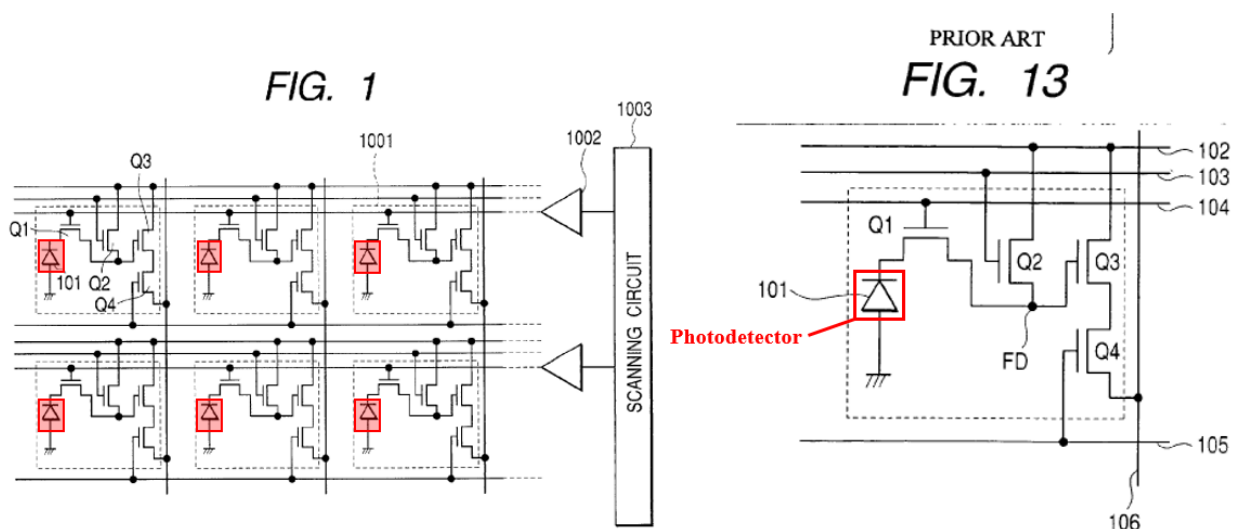 FIG. 1
1003
1002
1001
Q3
Q1
101
Q2
Q4
SCANNING CIRCUIT
PRIOR ART
FIG. 13
102
103
104
Q1
Q2
Q3
101
Photodetector
FD
Q4
105
106